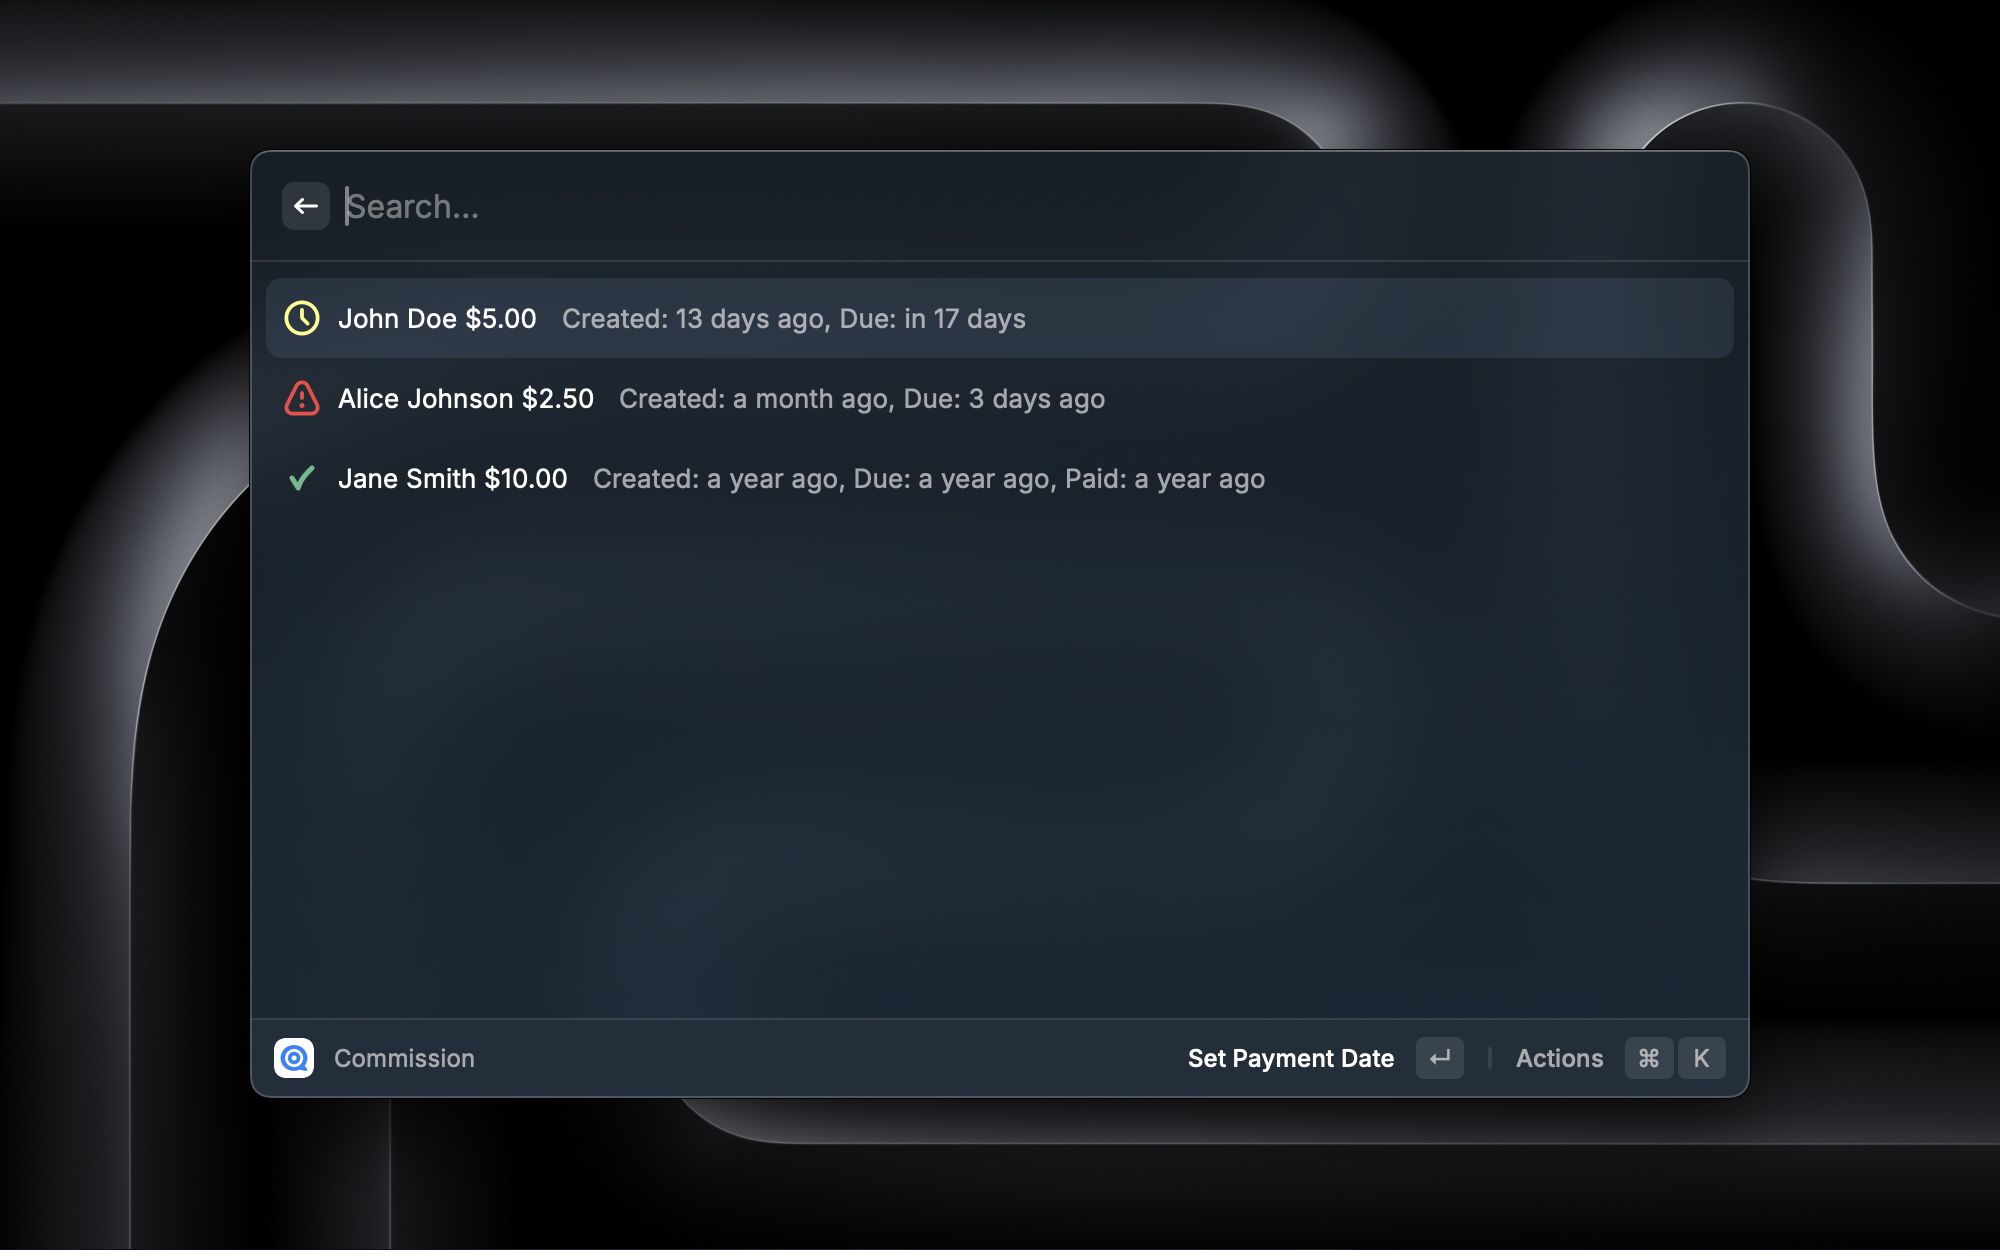 Search...
John Doe $5.00 Created: 13 days ago, Due: in 17 days
Alice Johnson $2.50 Created: a month ago, Due: 3 days ago
Jane Smith $10.00 Created: a year ago, Due: a year ago, Paid: a year ago
Commission Set Payment Date ↵ Actions ⌘ K